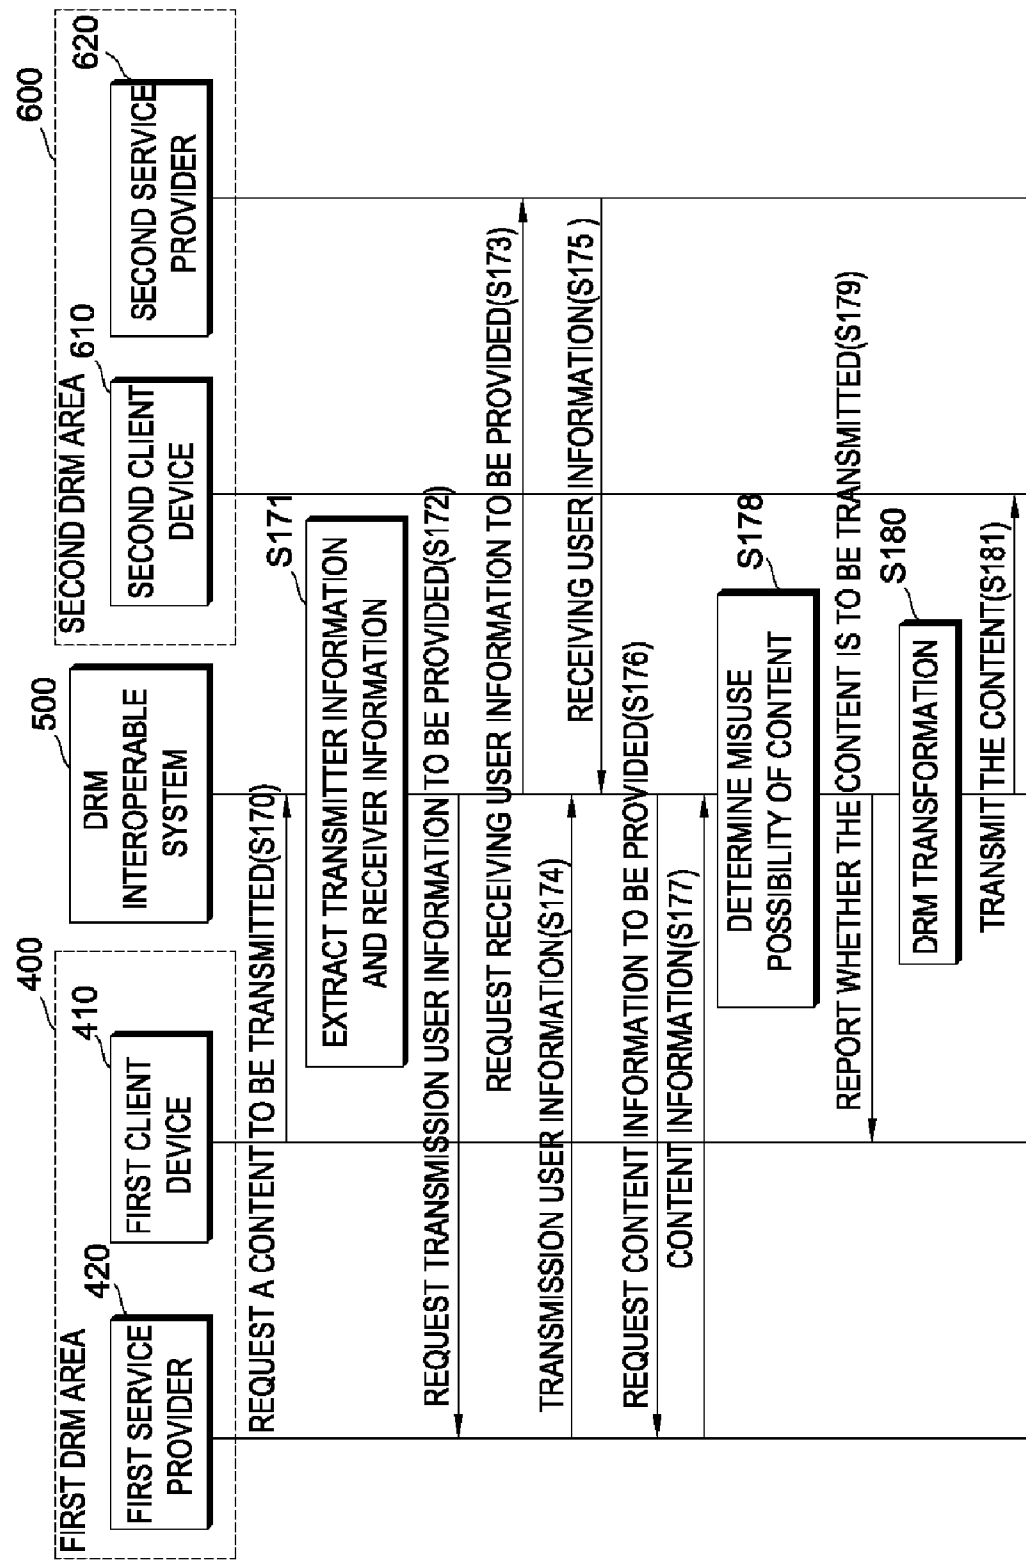 400
500
600
FIRST DRM AREA
SECOND DRM AREA
420
410
610
620
FIRST SERVICE
PROVIDER
FIRST CLIENT
DEVICE
DRM
INTEROPERABLE
SYSTEM
SECOND CLIENT
DEVICE
SECOND SERVICE
PROVIDER
REQUEST A CONTENT TO BE TRANSMITTED(S170)
S171
EXTRACT TRANSMITTER INFORMATION
AND RECEIVER INFORMATION
REQUEST TRANSMISSION USER INFORMATION TO BE PROVIDED(S172)
REQUEST RECEIVING USER INFORMATION TO BE PROVIDED(S173)
TRANSMISSION USER INFORMATION(S174)
RECEIVING USER INFORMATION(S175)
REQUEST CONTENT INFORMATION TO BE PROVIDED(S176)
CONTENT INFORMATION(S177)
S178
DETERMINE MISUSE
POSSIBILITY OF CONTENT
REPORT WHETHER THE CONTENT IS TO BE TRANSMITTED(S179)
S180
DRM TRANSFORMATION
TRANSMIT THE CONTENT(S181)